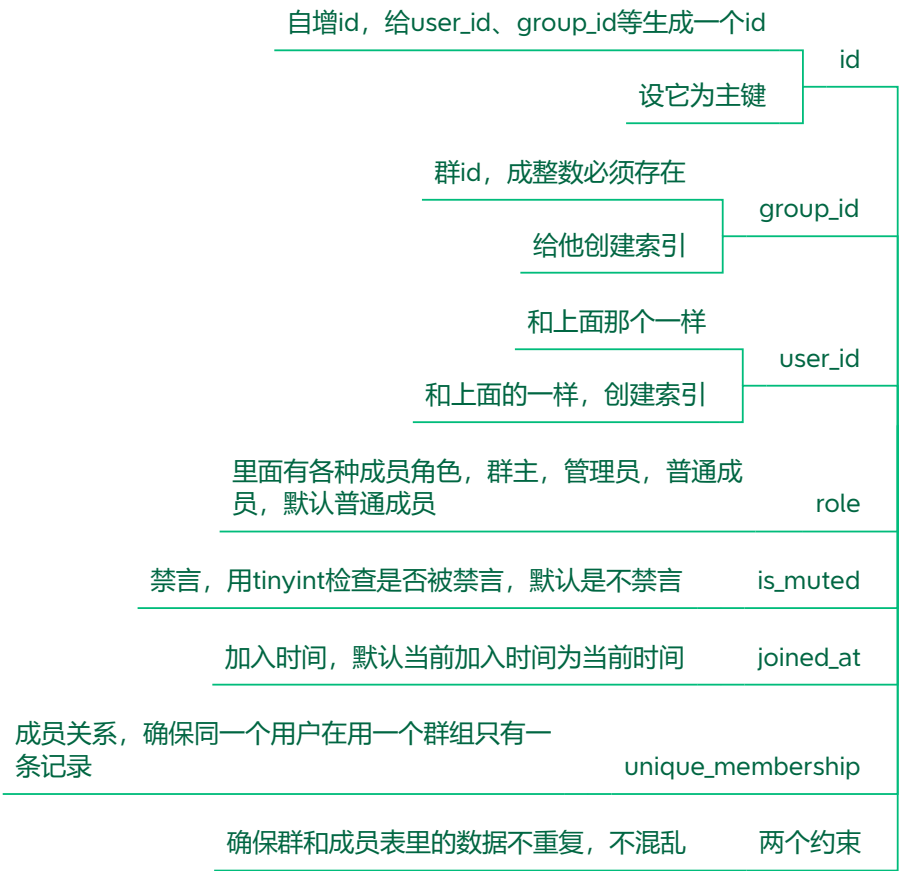 自增id，给user_id、group_id等生成一个id
id
设它为主键
群id，成整数必须存在
group_id
给他创建索引
和上面那个一样
user_id
和上面的一样，创建索引
里面有各种成员角色，群主，管理员，普通成
员，默认普通成员
role
禁言，用tinyint检查是否被禁言，默认是不禁言
is_muted
加入时间，默认当前加入时间为当前时间
joined_at
成员关系，确保同一个用户在用一个群组只有一
条记录
unique_membership
确保群和成员表里的数据不重复，不混乱
两个约束